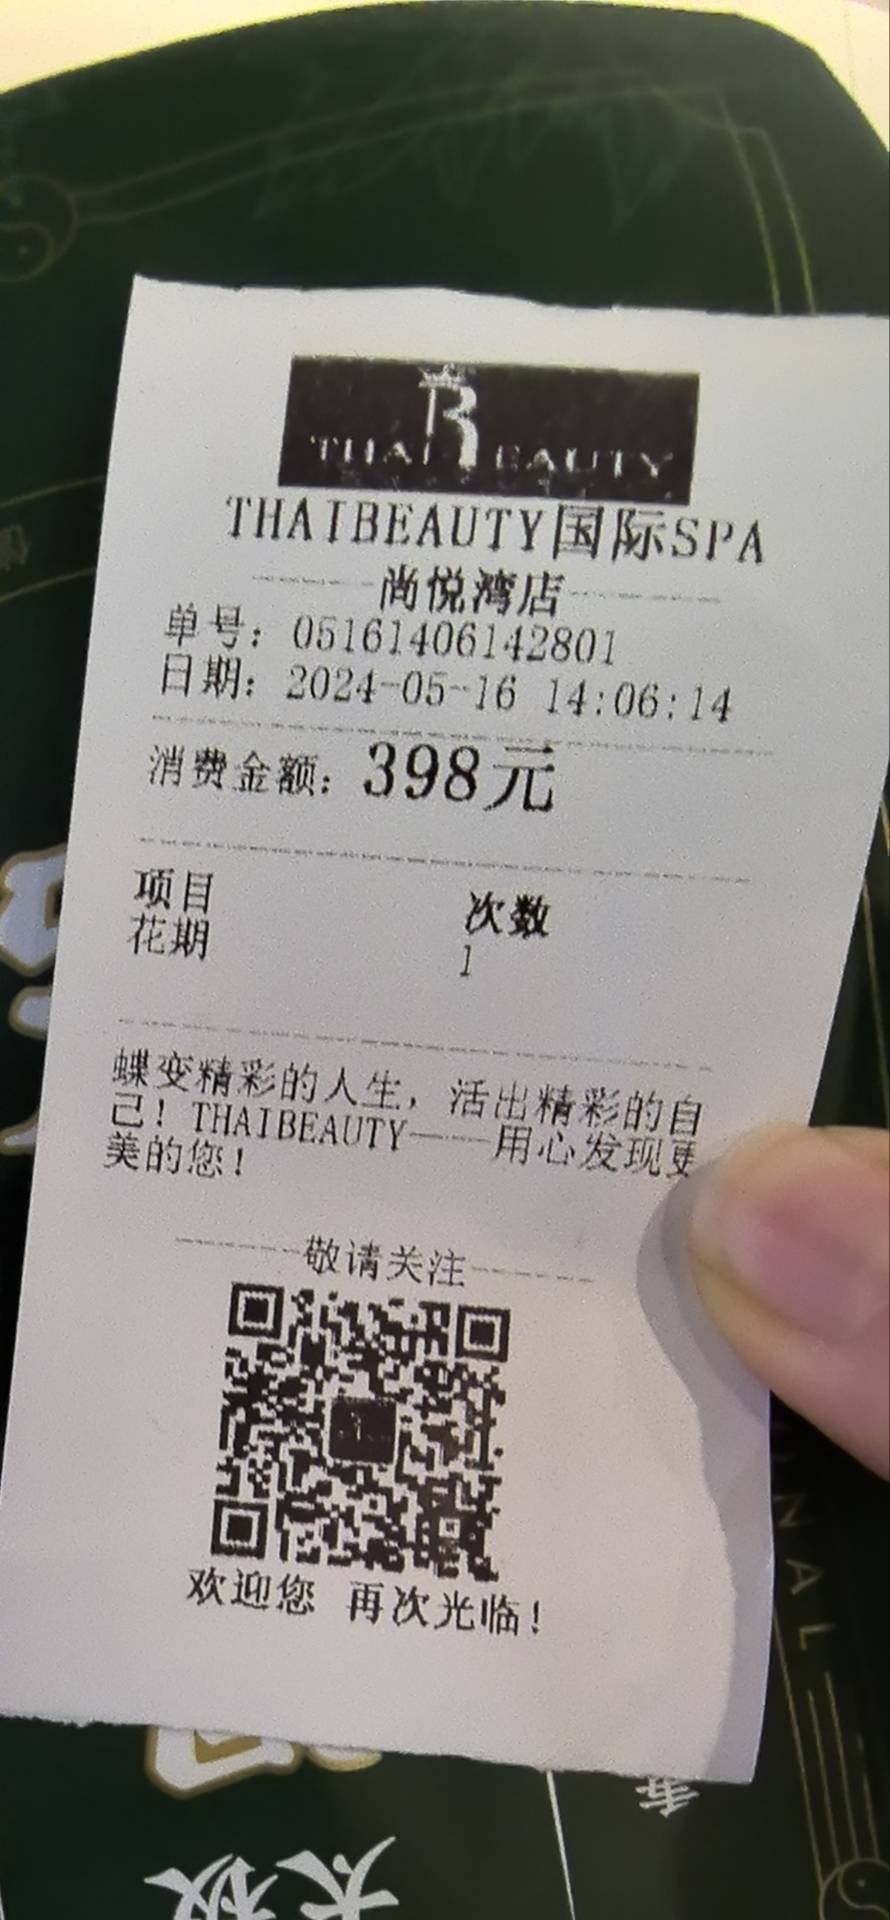 THAI BEAUTY
THAIBEAUTY国际SPA
尚悦湾店
单号：05161406142801
日期：2024-05-16 14:06:14
消费金额：398元
项目 次数
花期 1
蝶变精彩的人生，活出精彩的自
己！THAIBEAUTY——用心发现更
美的您！
敬请关注
欢迎您 再次光临！
NAL
太极